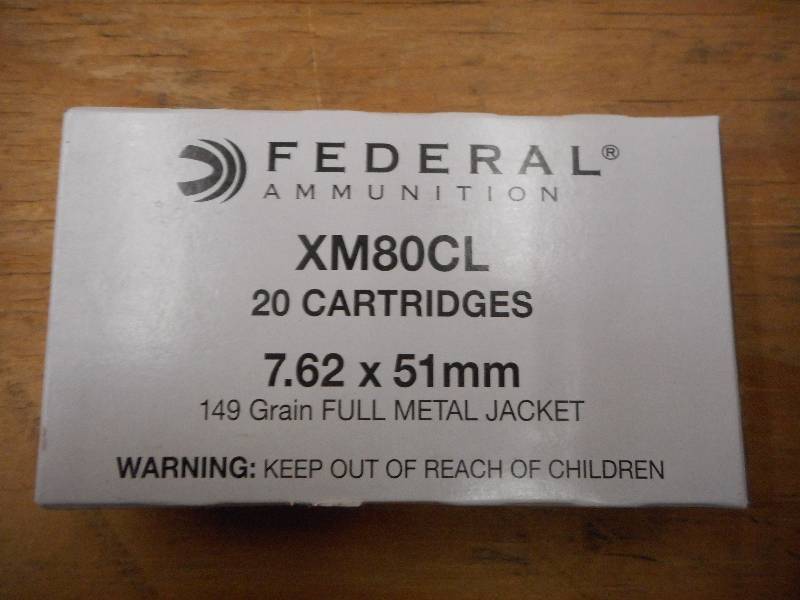 FEDERAL®
AMMUNITION
XM80CL
20 CARTRIDGES
7.62 x 51mm
149 Grain FULL METAL JACKET
WARNING: KEEP OUT OF REACH OF CHILDREN